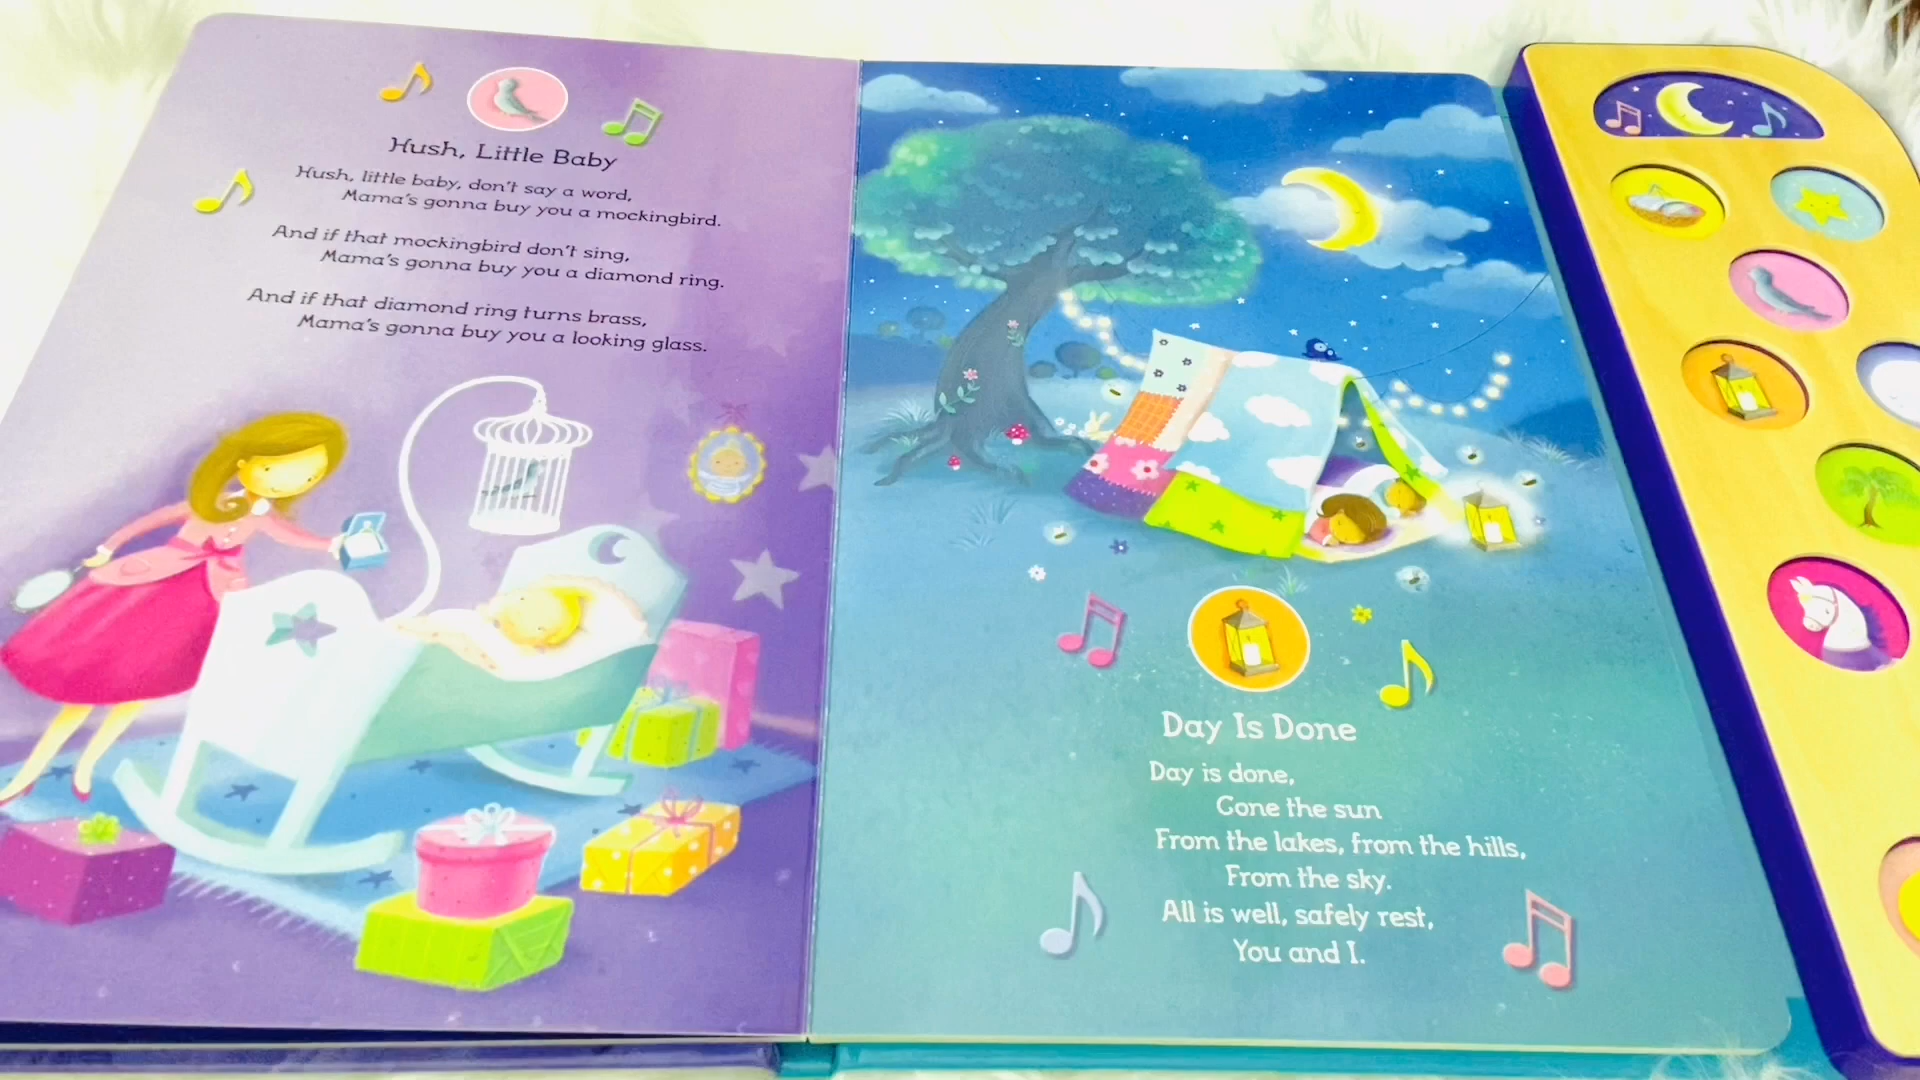 Hush, Little Baby
Hush, little baby, don't say a word,
Mama's gonna buy you a mockingbird.
And if that mockingbird don't sing,
Mama's gonna buy you a diamond ring.
And if that diamond ring turns brass,
Mama's gonna buy you a looking glass.
Day Is Done
Day is done,
Gone the sun
From the lakes, from the hills,
From the sky.
All is well, safely rest,
You and I.